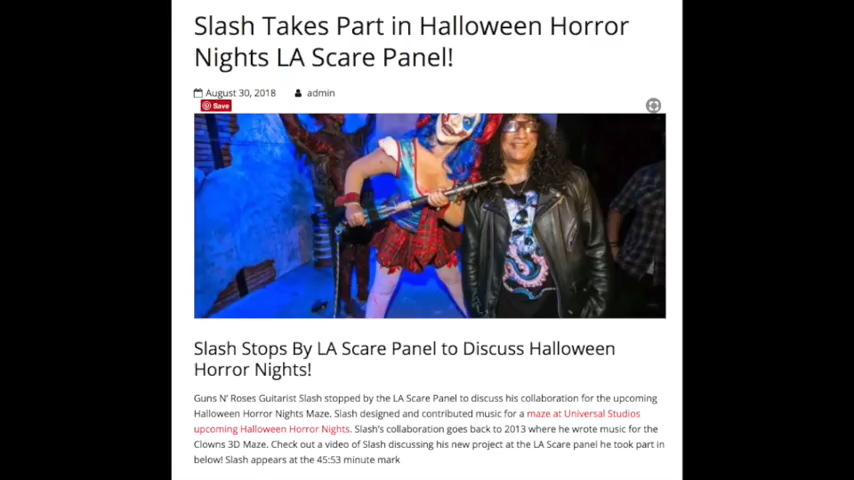 Slash Takes Part in Halloween Horror
Nights LA Scare Panel!
August 30, 2018 admin
Save
Slash Stops By LA Scare Panel to Discuss Halloween
Horror Nights!
Guns N' Roses Guitarist Slash stopped by the LA Scare Panel to discuss his collaboration for the upcoming
Halloween Horror Nights Maze. Slash designed and contributed music for a maze at Universal Studios
upcoming Halloween Horror Nights. Slash's collaboration goes back to 2013 where he wrote music for the
Clowns 3D Maze. Check out a video of Slash discussing his new project at the LA Scare panel he took part in
below! Slash appears at the 45:53 minute mark